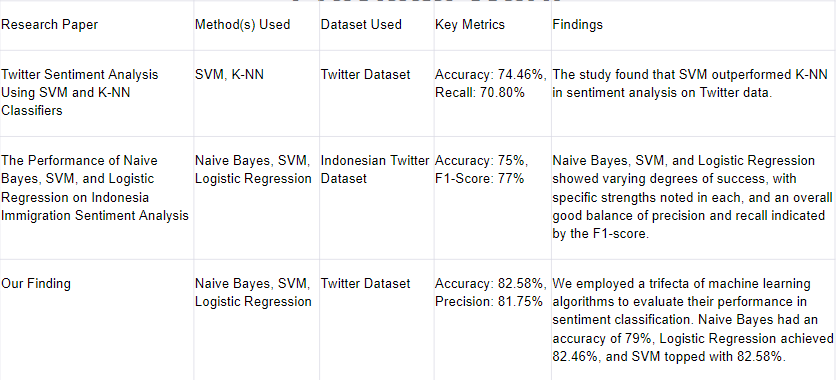 Research Paper
Method(s) Used
Dataset Used
Key Metrics
Findings
Twitter Sentiment Analysis
Using SVM and K-NN
Classifiers
SVM, K-NN
Twitter Dataset
Accuracy: 74.46%,
Recall: 70.80%
The study found that SVM outperformed K-NN
in sentiment analysis on Twitter data.
The Performance of Naive
Bayes, SVM, and Logistic
Regression on Indonesia
Immigration Sentiment Analysis
Naive Bayes, SVM,
Logistic Regression
Indonesian Twitter
Dataset
Accuracy: 75%,
F1-Score: 77%
Naive Bayes, SVM, and Logistic Regression
showed varying degrees of success, with
specific strengths noted in each, and an overall
good balance of precision and recall indicated
by the F1-score.
Our Finding
Naive Bayes, SVM,
Logistic Regression
Twitter Dataset
Accuracy: 82.58%,
Precision: 81.75%
We employed a trifecta of machine learning
algorithms to evaluate their performance in
sentiment classification. Naive Bayes had an
accuracy of 79%, Logistic Regression achieved
82.46%, and SVM topped with 82.58%.